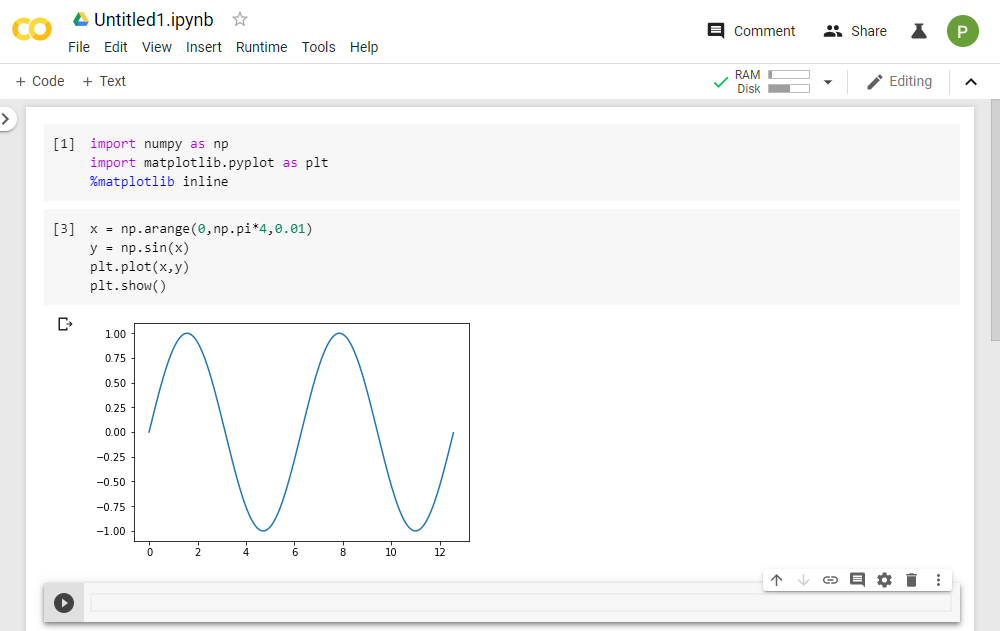 Untitled1.ipynb
Comment
Share
P
File Edit View Insert Runtime Tools Help
+ Code + Text
RAM
Disk
Editing
[1] import numpy as np
import matplotlib.pyplot as plt
%matplotlib inline
[3] x = np.arange(0,np.pi*4,0.01)
y = np.sin(x)
plt.plot(x,y)
plt.show()
1.00
0.75
0.50
0.25
0.00
−0.25
−0.50
−0.75
−1.00
0 2 4 6 8 10 12